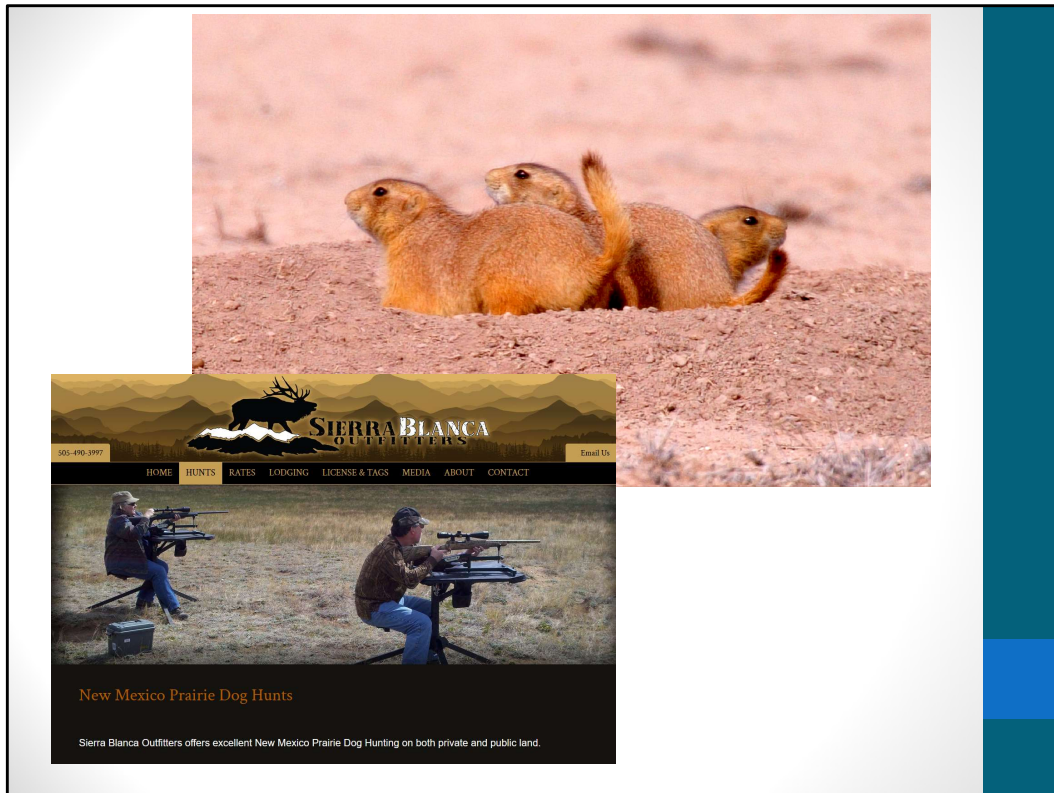 SIERRA BLANCA
OUTFITTERS
505-490-3997
Email Us
HOME HUNTS RATES LODGING LICENSE & TAGS MEDIA ABOUT CONTACT
New Mexico Prairie Dog Hunts
Sierra Blanca Outfitters offers excellent New Mexico Prairie Dog Hunting on both private and public land.